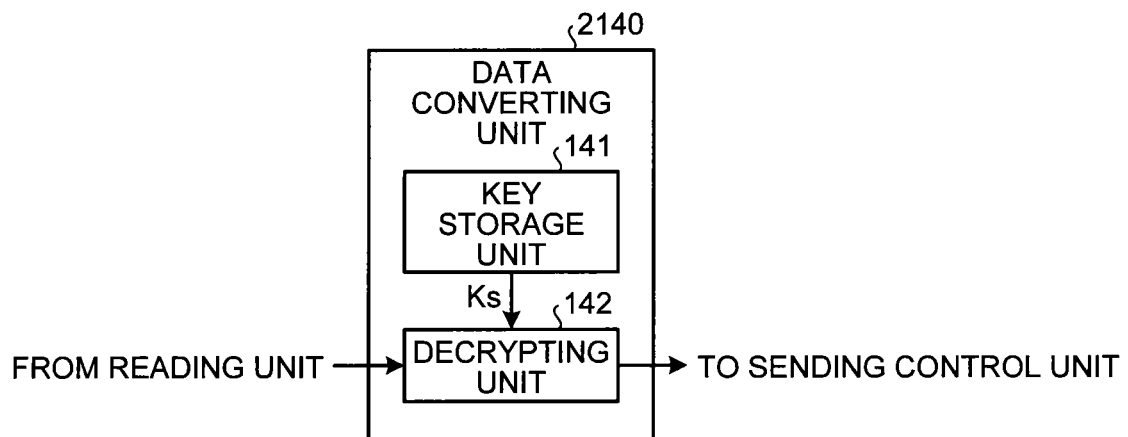 2140
DATA
CONVERTING
UNIT
141
KEY
STORAGE
UNIT
Ks
142
FROM READING UNIT
DECRYPTING
UNIT
TO SENDING CONTROL UNIT